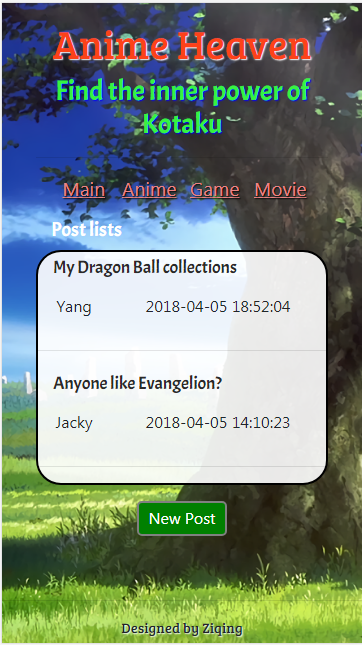 Anime Heaven
Find the inner power of
Kotaku
Main Anime Game Movie
Post lists
My Dragon Ball collections
Yang 2018-04-05 18:52:04
Anyone like Evangelion?
Jacky 2018-04-05 14:10:23
New Post
Designed by Ziqing